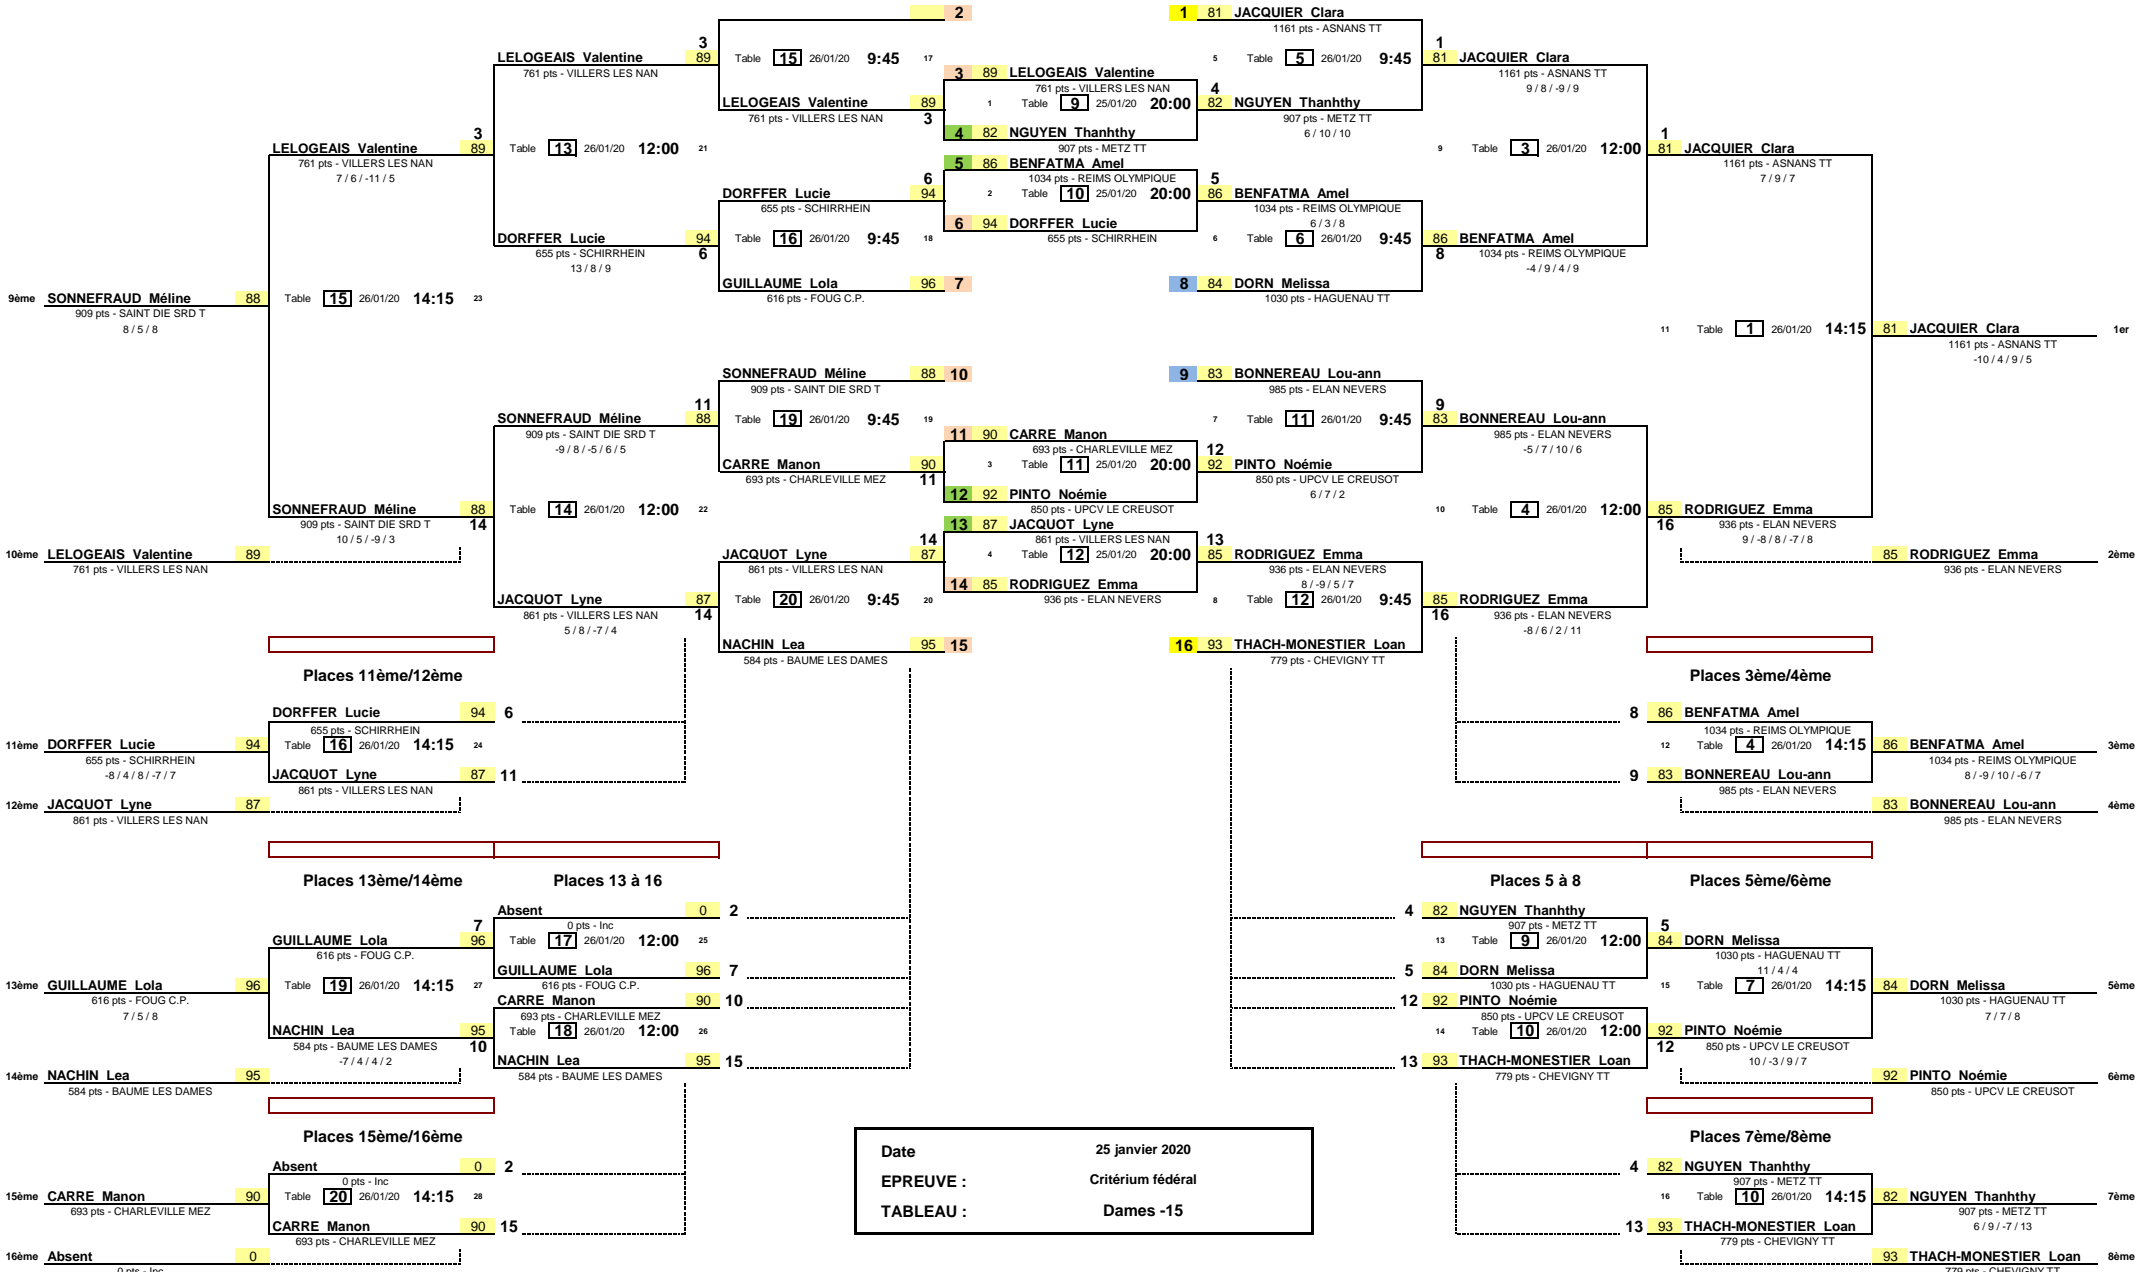 2
1 81 JACQUIER Clara
1161 pts - ASNANS TT
3
LELOGEAIS Valentine 89
761 pts - VILLERS LES NAN
Table 15 26/01/20 9:45 17
5 Table 5 26/01/20 9:45
1
81 JACQUIER Clara
1161 pts - ASNANS TT
9 / 8 / -9 / 9
3 89 LELOGEAIS Valentine
761 pts - VILLERS LES NAN
1 Table 9 25/01/20 20:00
4 82 NGUYEN Thanhthy
907 pts - METZ TT
LELOGEAIS Valentine 89
761 pts - VILLERS LES NAN
3
4
82 NGUYEN Thanhthy
907 pts - METZ TT
6 / 10 / 10
3
LELOGEAIS Valentine 89
761 pts - VILLERS LES NAN
7 / 6 / -11 / 5
Table 13 26/01/20 12:00 21
9 Table 3 26/01/20 12:00
1
81 JACQUIER Clara
1161 pts - ASNANS TT
7 / 9 / 7
5 86 BENFATMA Amel
1034 pts - REIMS OLYMPIQUE
2 Table 10 25/01/20 20:00
6 94 DORFFER Lucie
655 pts - SCHIRRHEIN
6
DORFFER Lucie 94
655 pts - SCHIRRHEIN
5
86 BENFATMA Amel
1034 pts - REIMS OLYMPIQUE
6 / 3 / 8
DORFFER Lucie 94
655 pts - SCHIRRHEIN
6
13 / 8 / 9
Table 16 26/01/20 9:45 18
6 Table 6 26/01/20 9:45
86 BENFATMA Amel
8
1034 pts - REIMS OLYMPIQUE
-4 / 9 / 4 / 9
GUILLAUME Lola 96 7
616 pts - FOUG C.P.
8 84 DORN Melissa
1030 pts - HAGUENAU TT
9ème SONNEFRAUD Méline 88
909 pts - SAINT DIE SRD T
8 / 5 / 8
Table 15 26/01/20 14:15 23
11 Table 1 26/01/20 14:15
81 JACQUIER Clara 1er
1161 pts - ASNANS TT
-10 / 4 / 9 / 5
SONNEFRAUD Méline 88 10
909 pts - SAINT DIE SRD T
9 83 BONNEREAU Lou-ann
985 pts - ELAN NEVERS
11
SONNEFRAUD Méline 88
909 pts - SAINT DIE SRD T
-9 / 8 / -5 / 6 / 5
Table 19 26/01/20 9:45 19
7 Table 11 26/01/20 9:45
9
83 BONNEREAU Lou-ann
985 pts - ELAN NEVERS
-5 / 7 / 10 / 6
11 90 CARRE Manon
693 pts - CHARLEVILLE MEZ
3 Table 11 25/01/20 20:00
12 92 PINTO Noémie
850 pts - UPCV LE CREUSOT
CARRE Manon 90
693 pts - CHARLEVILLE MEZ
11
12
92 PINTO Noémie
850 pts - UPCV LE CREUSOT
6 / 7 / 2
SONNEFRAUD Méline 88
909 pts - SAINT DIE SRD T
14
10 / 5 / -9 / 3
Table 14 26/01/20 12:00 22
10 Table 4 26/01/20 12:00
85 RODRIGUEZ Emma
16
936 pts - ELAN NEVERS
9 / -8 / 8 / -7 / 8
13 87 JACQUOT Lyne
861 pts - VILLERS LES NAN
4 Table 12 25/01/20 20:00
14 85 RODRIGUEZ Emma
936 pts - ELAN NEVERS
10ème LELOGEAIS Valentine 89
761 pts - VILLERS LES NAN
14
JACQUOT Lyne 87
861 pts - VILLERS LES NAN
13
85 RODRIGUEZ Emma
936 pts - ELAN NEVERS
8 / -9 / 5 / 7
85 RODRIGUEZ Emma 2ème
936 pts - ELAN NEVERS
JACQUOT Lyne 87
861 pts - VILLERS LES NAN
14
5 / 8 / -7 / 4
Table 20 26/01/20 9:45 20
8 Table 12 26/01/20 9:45
85 RODRIGUEZ Emma
16
936 pts - ELAN NEVERS
-8 / 6 / 2 / 11
NACHIN Lea 95 15
584 pts - BAUME LES DAMES
16 93 THACH-MONESTIER Loan
779 pts - CHEVIGNY TT
Places 11ème/12ème
Places 3ème/4ème
DORFFER Lucie 94 6
655 pts - SCHIRRHEIN
8 86 BENFATMA Amel
1034 pts - REIMS OLYMPIQUE
11ème DORFFER Lucie 94
655 pts - SCHIRRHEIN
-8 / 4 / 8 / -7 / 7
Table 16 26/01/20 14:15 24
12 Table 4 26/01/20 14:15
86 BENFATMA Amel 3ème
1034 pts - REIMS OLYMPIQUE
8 / -9 / 10 / -6 / 7
JACQUOT Lyne 87 11
861 pts - VILLERS LES NAN
9 83 BONNEREAU Lou-ann
985 pts - ELAN NEVERS
12ème JACQUOT Lyne 87
861 pts - VILLERS LES NAN
83 BONNEREAU Lou-ann 4ème
985 pts - ELAN NEVERS
Places 13ème/14ème
Places 13 à 16
Places 5 à 8
Places 5ème/6ème
Absent 0 2
0 pts - Inc
4 82 NGUYEN Thanhthy
907 pts - METZ TT
7
GUILLAUME Lola 96
616 pts - FOUG C.P.
Table 17 26/01/20 12:00 25
13 Table 9 26/01/20 12:00
5
84 DORN Melissa
1030 pts - HAGUENAU TT
11 / 4 / 4
GUILLAUME Lola 96 7
616 pts - FOUG C.P.
5 84 DORN Melissa
1030 pts - HAGUENAU TT
13ème GUILLAUME Lola 96
616 pts - FOUG C.P.
7 / 5 / 8
Table 19 26/01/20 14:15 27
15 Table 7 26/01/20 14:15
84 DORN Melissa 5ème
1030 pts - HAGUENAU TT
7 / 7 / 8
CARRE Manon 90 10
693 pts - CHARLEVILLE MEZ
12 92 PINTO Noémie
850 pts - UPCV LE CREUSOT
NACHIN Lea 95
584 pts - BAUME LES DAMES
10
-7 / 4 / 4 / 2
Table 18 26/01/20 12:00 26
14 Table 10 26/01/20 12:00
92 PINTO Noémie
12
850 pts - UPCV LE CREUSOT
10 / -3 / 9 / 7
NACHIN Lea 95 15
584 pts - BAUME LES DAMES
13 93 THACH-MONESTIER Loan
779 pts - CHEVIGNY TT
14ème NACHIN Lea 95
584 pts - BAUME LES DAMES
92 PINTO Noémie 6ème
850 pts - UPCV LE CREUSOT
Places 15ème/16ème
Places 7ème/8ème
Date 25 janvier 2020
EPREUVE : Critérium fédéral
TABLEAU : Dames -15
Absent 0 2
0 pts - Inc
4 82 NGUYEN Thanhthy
907 pts - METZ TT
15ème CARRE Manon 90
693 pts - CHARLEVILLE MEZ
Table 20 26/01/20 14:15 28
16 Table 10 26/01/20 14:15
82 NGUYEN Thanhthy 7ème
907 pts - METZ TT
6 / 9 / -7 / 13
CARRE Manon 90 15
693 pts - CHARLEVILLE MEZ
13 93 THACH-MONESTIER Loan
779 pts - CHEVIGNY TT
16ème Absent 0
0 pts - Inc
93 THACH-MONESTIER Loan 8ème
779 pts - CHEVIGNY TT